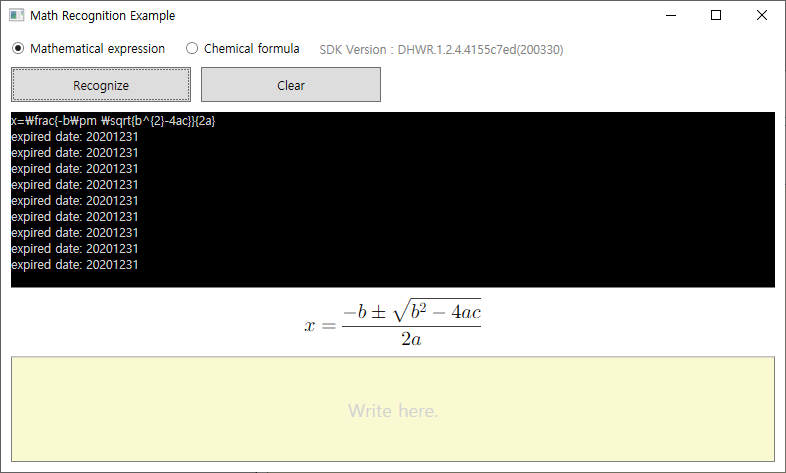 Math Recognition Example
Mathematical expression Chemical formula SDK Version : DHWR.1.2.4.4155c7ed(200330)
Recognize Clear
x=₩frac{-b₩pm ₩sqrt{b^{2}-4ac}}{2a}
expired date: 20201231
expired date: 20201231
expired date: 20201231
expired date: 20201231
expired date: 20201231
expired date: 20201231
expired date: 20201231
expired date: 20201231
expired date: 20201231
x = \frac{-b ± \sqrt{b^2 − 4ac}}{2a}
Write here.